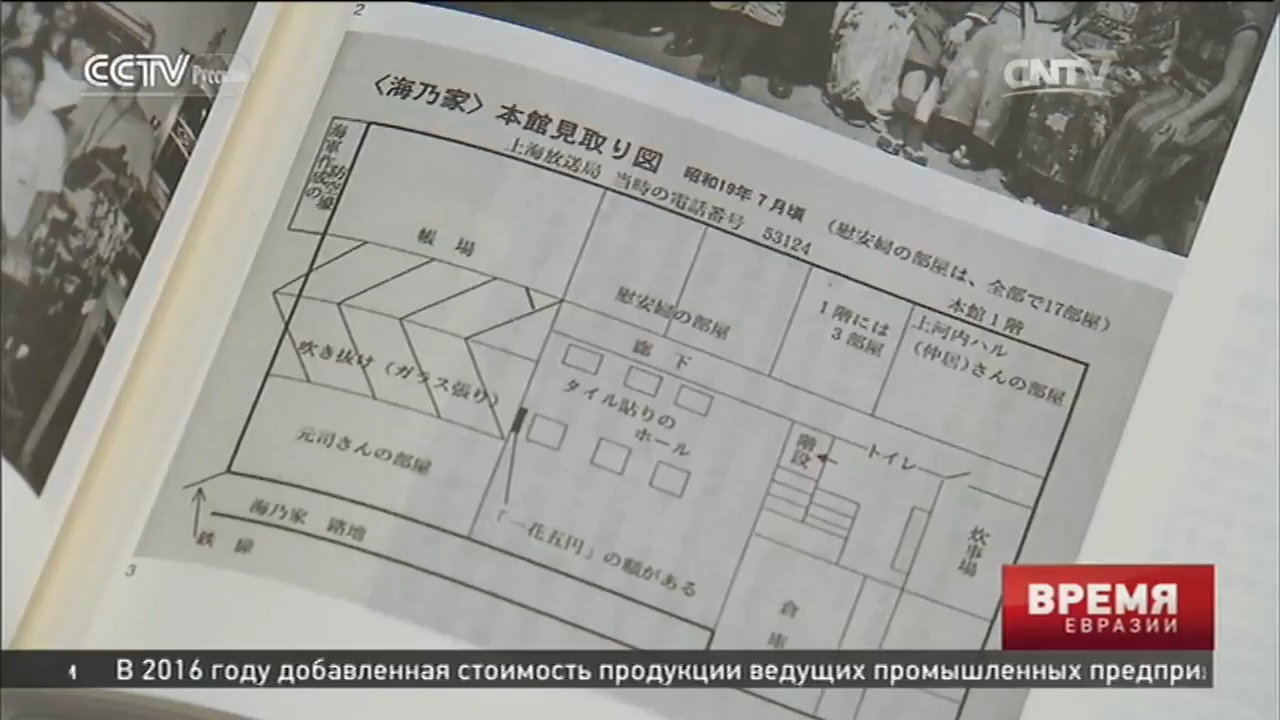 2
CCTV Русский
CNTV
〈海乃家〉本館見取り図 昭和19年7月頃 (慰安婦の部屋は、全部で17部屋)
上海放送局 当時の電話番号 53124
本館1階
海軍作成の
防空壕
帳場
慰安婦の部屋
1階には
3部屋
上河内ハル
(仲居)さんの部屋
廊下
吹き抜け(ガラス張り)
タイル貼りの
ホール
階段
トイレ
元司さんの部屋
炊事場
海乃家 路地
鉄扉
「一花五円」の額がある
倉庫
3
ВРЕМЯ
ЕВРАЗИИ
В 2016 году добавленная стоимость продукции ведущих промышленных предпри